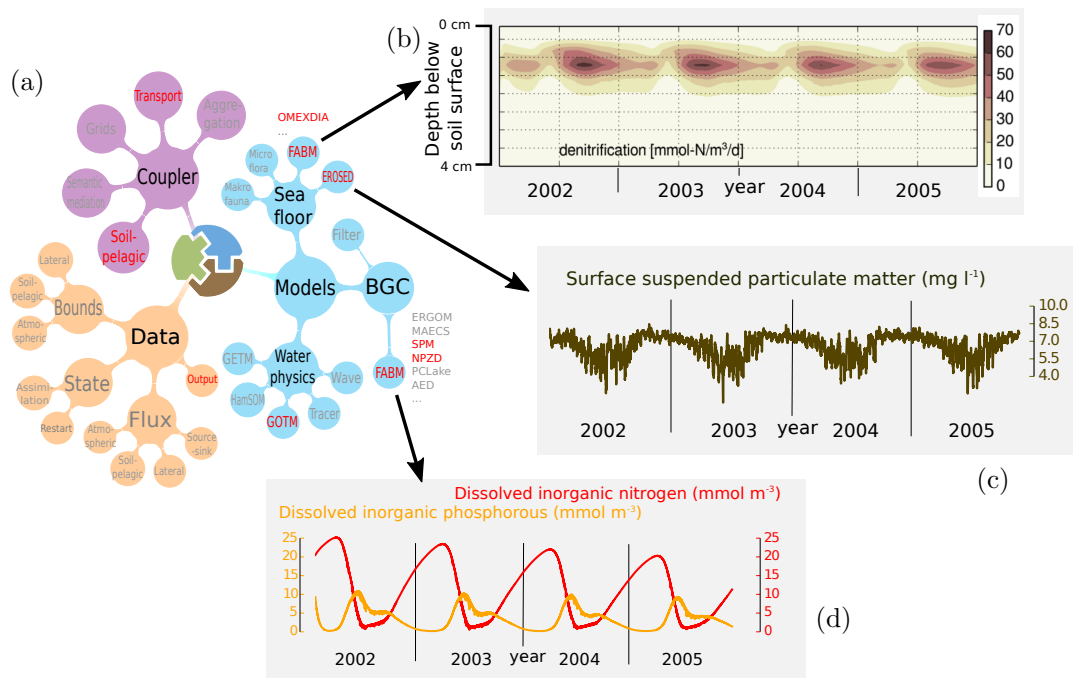 (a)
Transport
Grids
Aggre-
gation
Coupler
Semantic
mediation
Soil-
pelagic
OMEXDIA
...
Micro
flora
FABM
Makro
fauna
EROSED
Sea
floor
Filter
Models
BGC
ERGOM
MAECS
SPM
NPZD
PCLake
AED
...
FABM
Water
physics
GETM
Wave
HamSOM
GOTM
Tracer
Lateral
Soil-
pelagic
Bounds
Atmo-
spheric
Data
Output
State
Assimi-
lation
Restart
Flux
Atmo-
spheric
Source
-sink
Soil-
pelagic
Lateral
(b)
0 cm
Depth below
soil surface
4 cm
denitrification [mmol-N/m³/d]
70
60
50
40
30
20
10
0
2002 2003 year 2004 2005
Surface suspended particulate matter (mg l⁻¹)
10.0
8.5
7.0
5.5
4.0
2002 2003 year 2004 2005
(c)
Dissolved inorganic nitrogen (mmol m⁻³)
Dissolved inorganic phosphorous (mmol m⁻³)
25 25
20 20
15 15
10 10
5 5
0 0
2002 2003 year 2004 2005
(d)